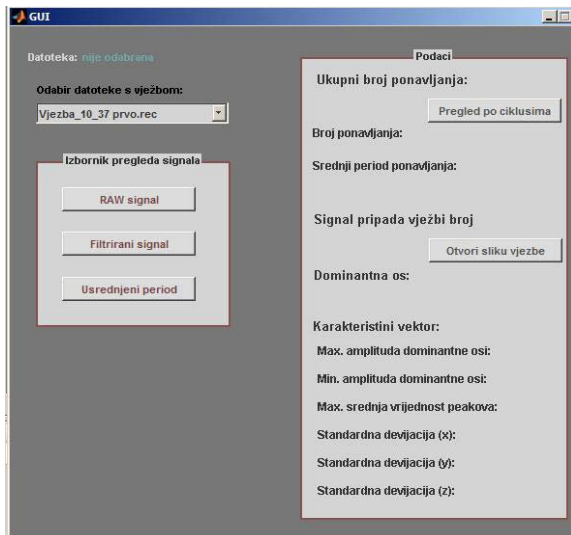 GUI
Datoteka: nije odabrana
Odabir datoteke s vježbom:
Vjezba_10_37 prvo.rec
Izbornik pregleda signala
RAW signal
Filtrirani signal
Usrednjeni period
Podaci
Ukupni broj ponavljanja:
Pregled po ciklusima
Broj ponavljanja:
Srednji period ponavljanja:
Signal pripada vježbi broj
Otvori sliku vjezbe
Dominantna os:
Karakteristini vektor:
Max. amplituda dominantne osi:
Min. amplituda dominantne osi:
Max. srednja vrijednost peakova:
Standardna devijacija (x):
Standardna devijacija (y):
Standardna devijacija (z):